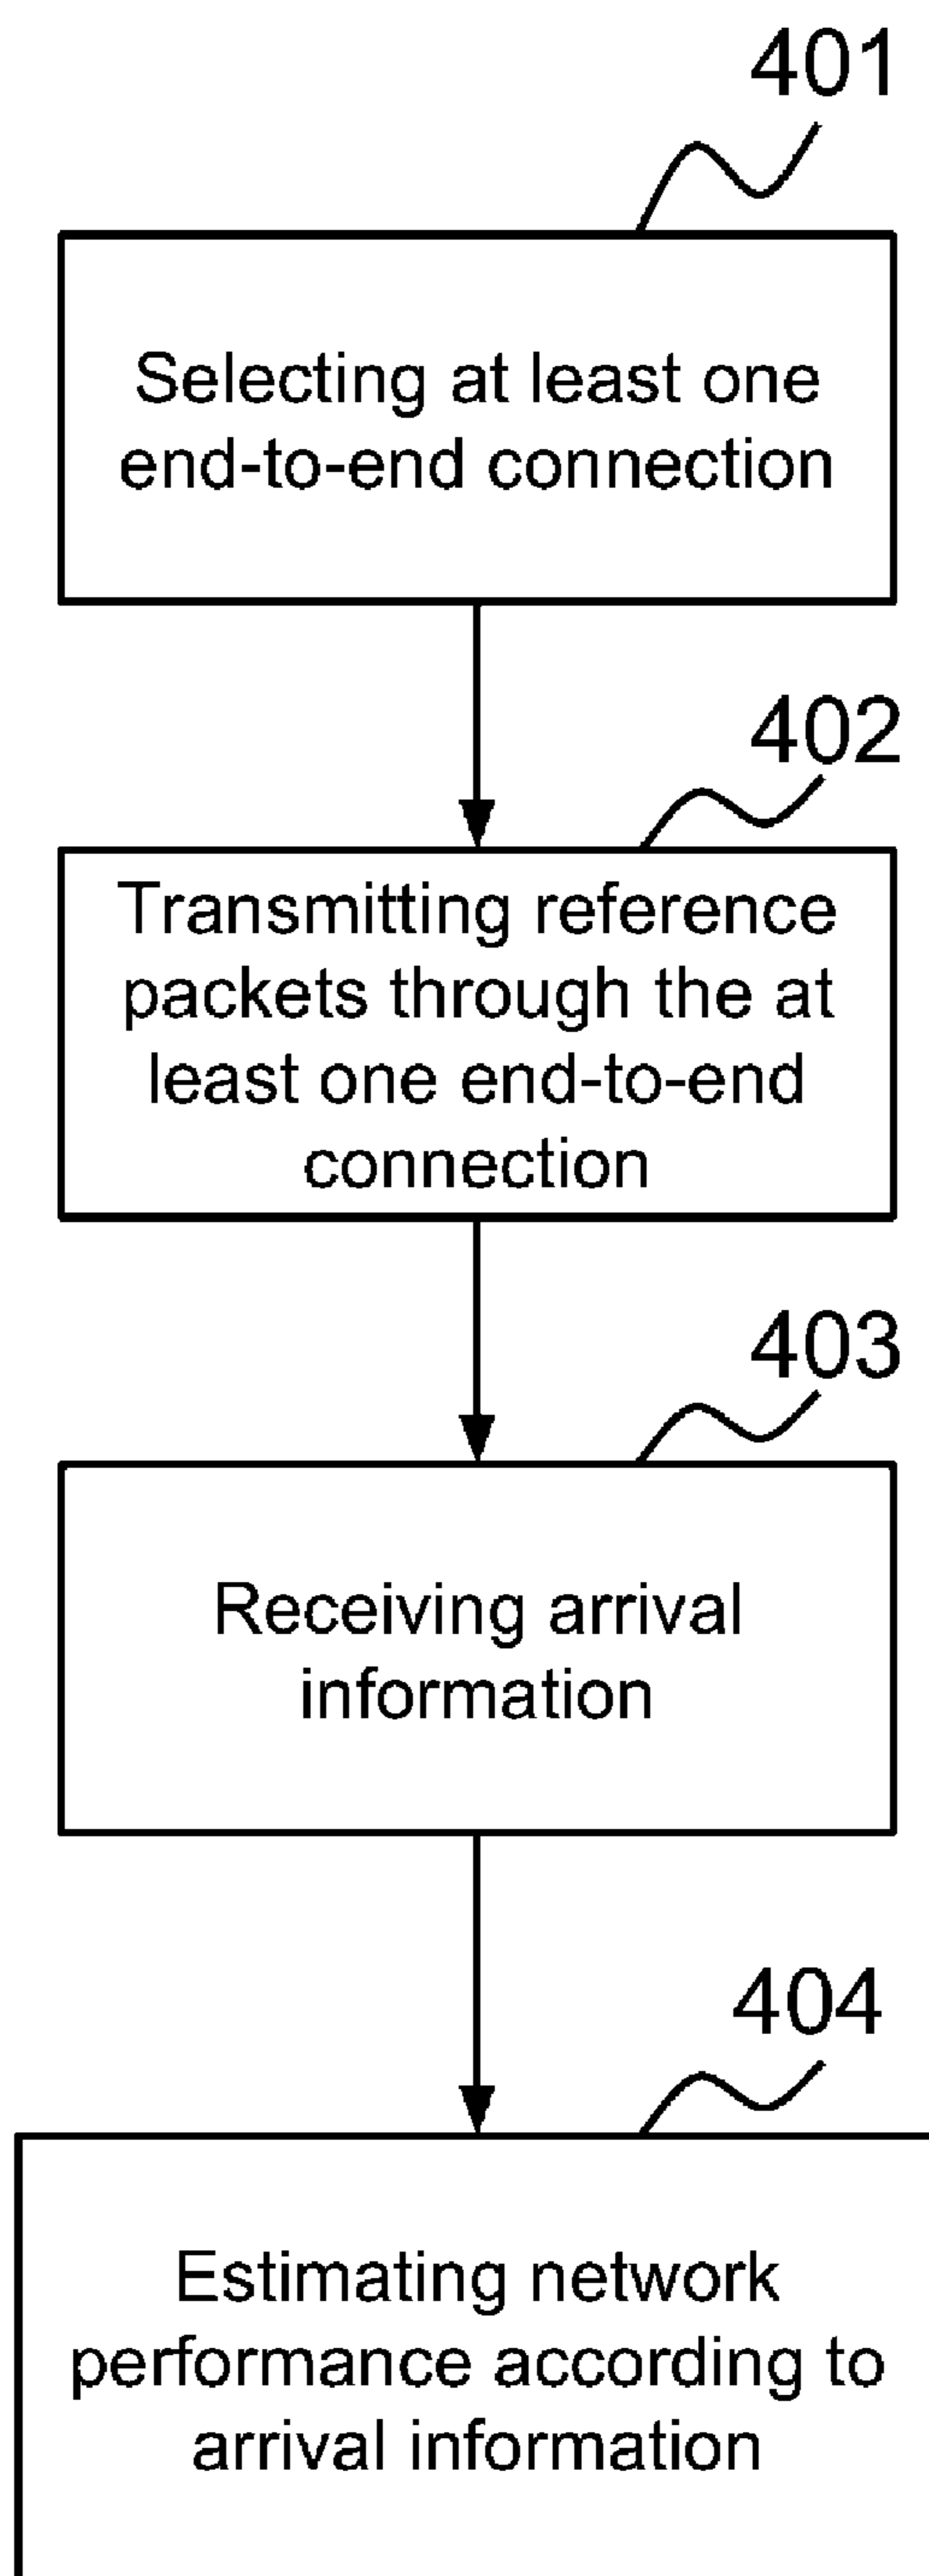 401
Selecting at least one
end-to-end connection
402
Transmitting reference
packets through the at
least one end-to-end
connection
403
Receiving arrival
information
404
Estimating network
performance according to
arrival information